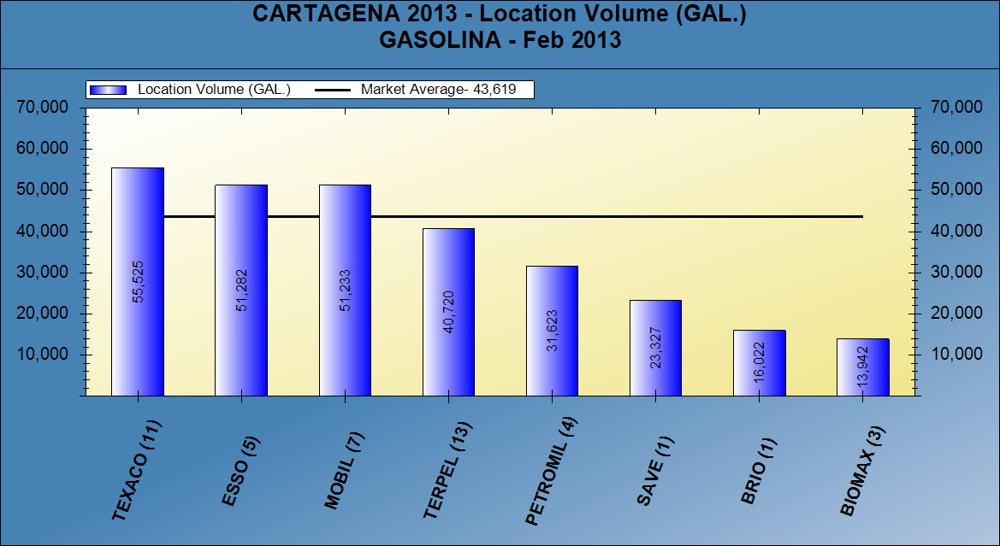 CARTAGENA 2013 - Location Volume (GAL.)
GASOLINA - Feb 2013
Location Volume (GAL.) Market Average- 43,619
70,000 70,000
60,000 60,000
50,000 50,000
40,000 40,000
30,000 30,000
20,000 20,000
10,000 10,000
55,525 51,282 51,233 40,720 31,623 23,327 16,022 13,942
TEXACO (11) ESSO (5) MOBIL (7) TERPEL (13) PETROMIL (4) SAVE (1) BRIO (1) BIOMAX (3)